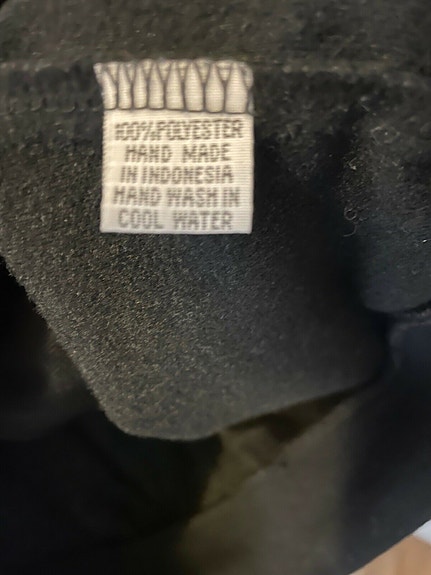 100%POLYESTER
HAND MADE
IN INDONESIA
HAND WASH IN
COOL WATER